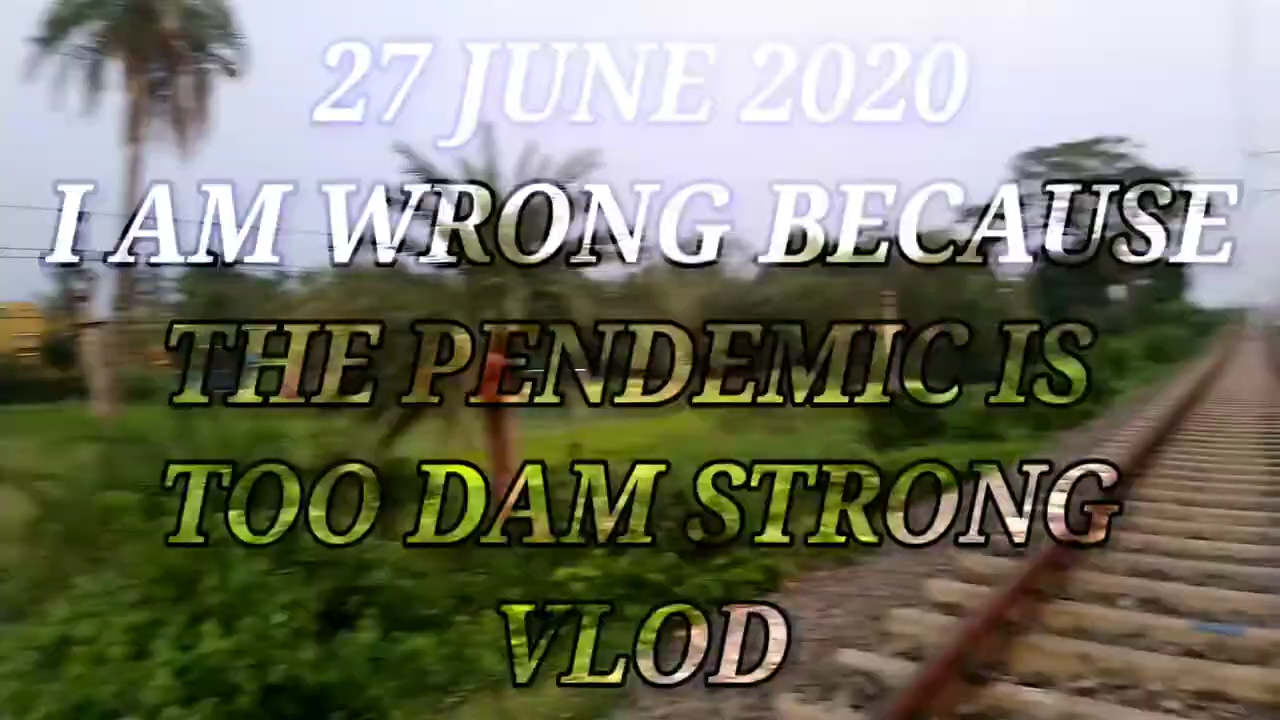 27 JUNE 2020
I AM WRONG BECAUSE
THE PENDEMIC IS
TOO DAM STRONG
VLOD